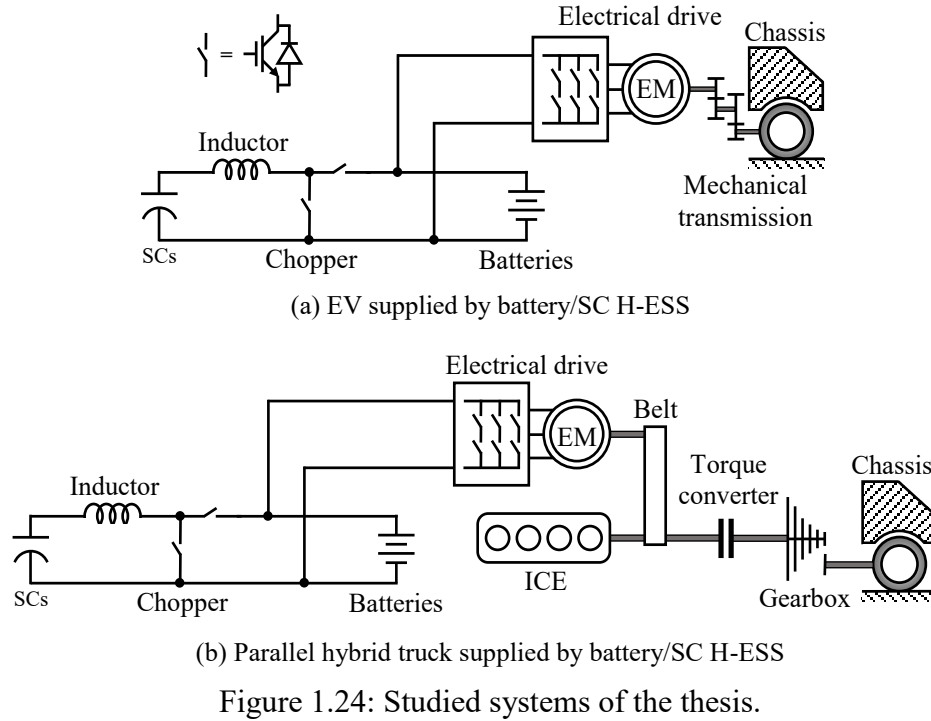 Electrical drive
Chassis
=
EM
Inductor
Mechanical
transmission
SCs
Chopper
Batteries
(a) EV supplied by battery/SC H-ESS
Electrical drive
Belt
EM
Torque
converter
Chassis
Inductor
ICE
SCs
Chopper
Batteries
Gearbox
(b) Parallel hybrid truck supplied by battery/SC H-ESS
Figure 1.24: Studied systems of the thesis.